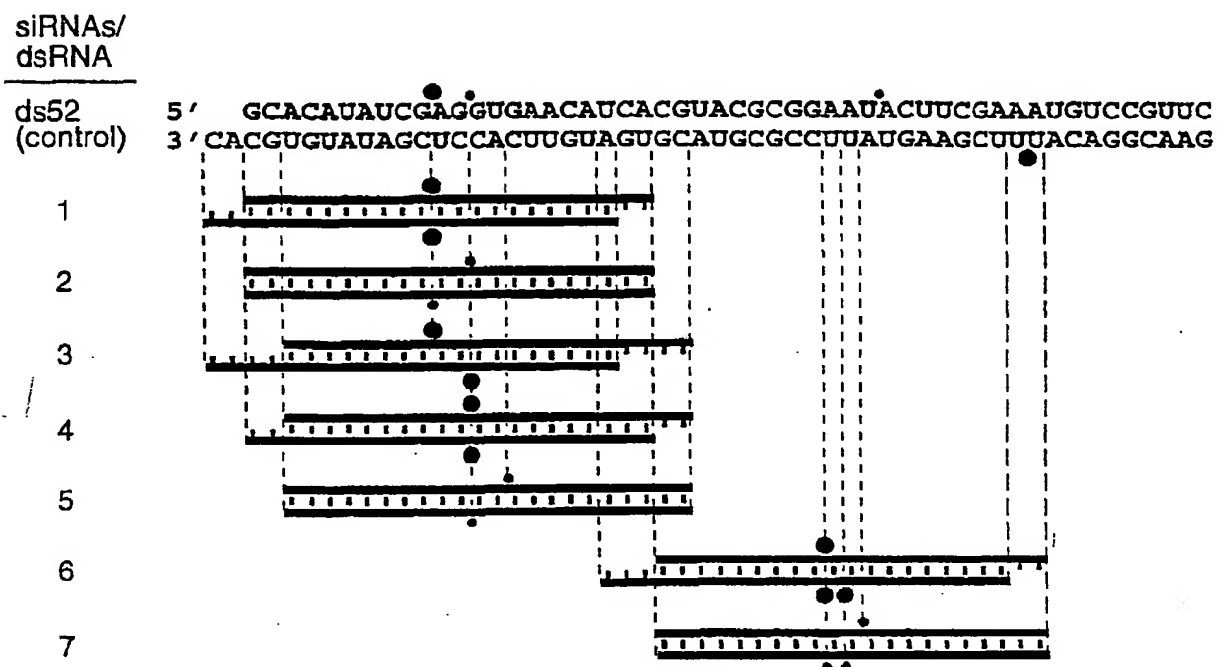 siRNAs/
dsRNA
ds52 5′ GCACAUAUCGAGGUGAACAUCACGUACGCGGAAUACUUCGAAAUGUCCGUUC
(control) 3′ CACGUGUAUAGCUCCACUUGUAGUGCAUGCGCCUUAUGAAGCUUUACAGGCAAG
1
2
3
4
5
6
7